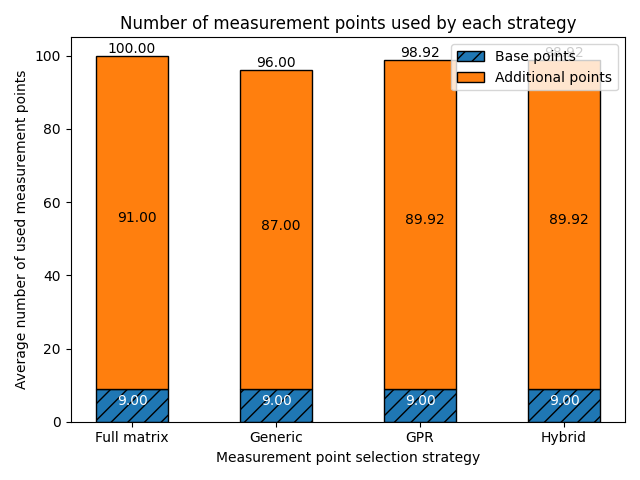 Number of measurement points used by each strategy
Average number of used measurement points
100
80
60
40
20
0
100.00
96.00
98.92
98.92
Base points
Additional points
91.00
87.00
89.92
89.92
9.00
9.00
9.00
9.00
Full matrix
Generic
GPR
Hybrid
Measurement point selection strategy